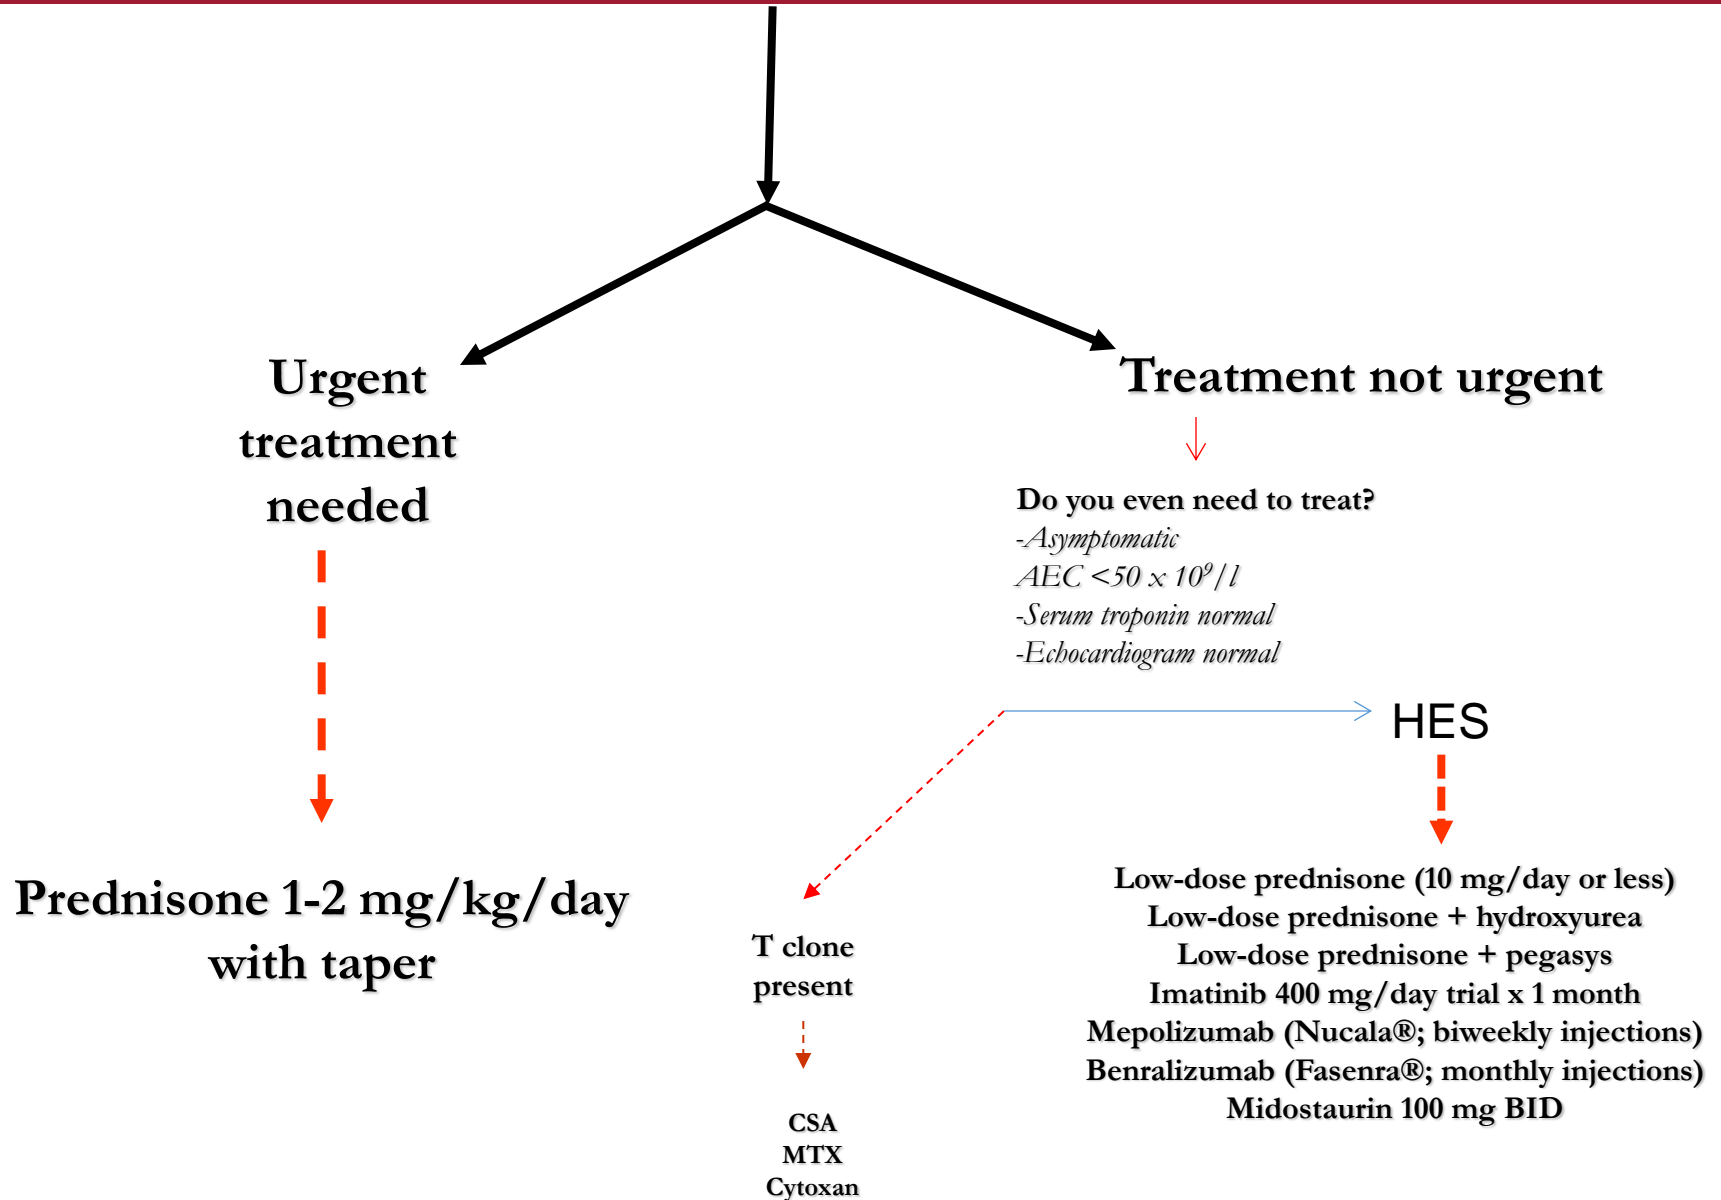 Urgent
treatment
needed
Prednisone 1-2 mg/kg/day
with taper
Treatment not urgent
Do you even need to treat?
-Asymptomatic
AEC <50 x 10⁹/l
-Serum troponin normal
-Echocardiogram normal
HES
T clone
present
CSA
MTX
Cytoxan
Low-dose prednisone (10 mg/day or less)
Low-dose prednisone + hydroxyurea
Low-dose prednisone + pegasys
Imatinib 400 mg/day trial x 1 month
Mepolizumab (Nucala®; biweekly injections)
Benralizumab (Fasenra®; monthly injections)
Midostaurin 100 mg BID